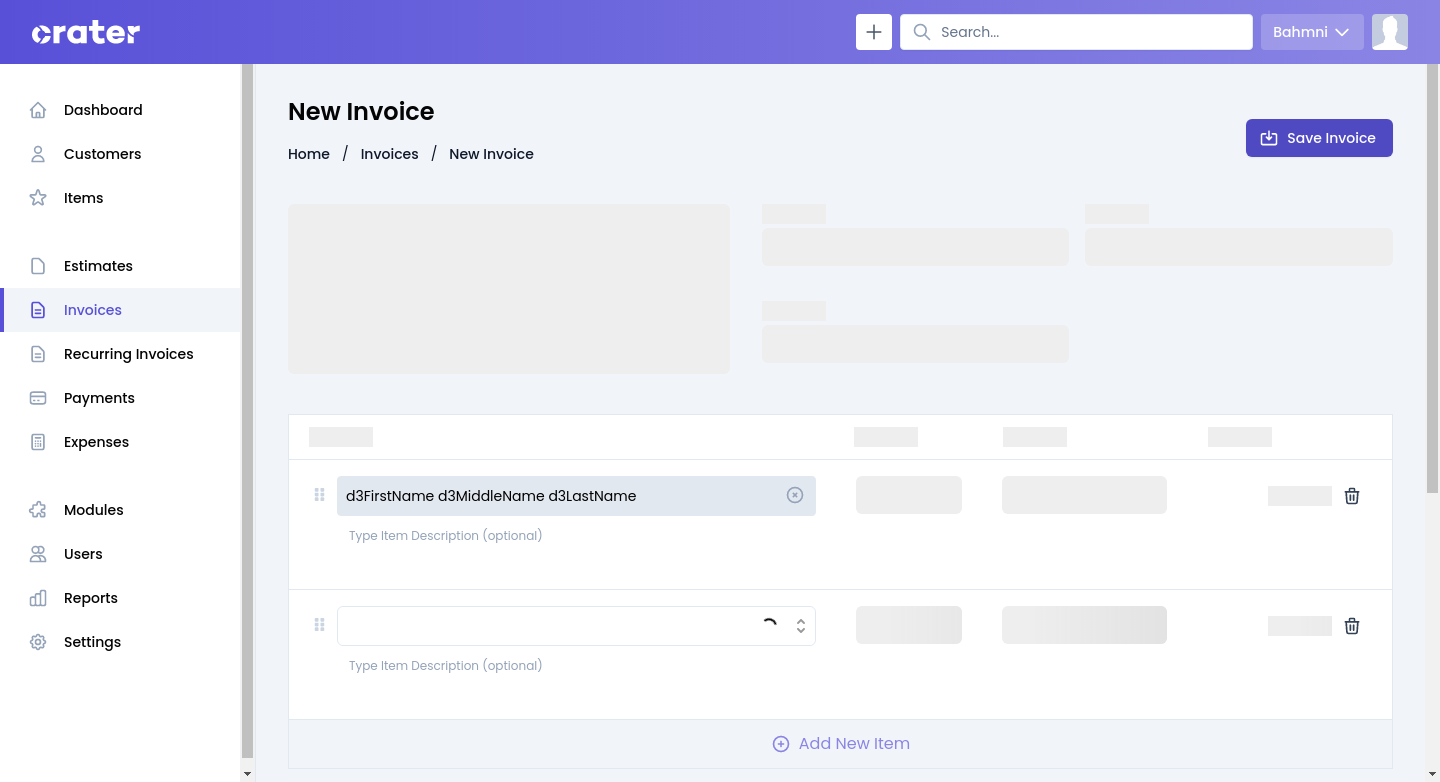 crater
Search...
Bahmni
Dashboard
Customers
Items
Estimates
Invoices
Recurring Invoices
Payments
Expenses
Modules
Users
Reports
Settings
New Invoice
Home / Invoices / New Invoice
Save Invoice
d3FirstName d3MiddleName d3LastName
Type Item Description (optional)
Type Item Description (optional)
Add New Item